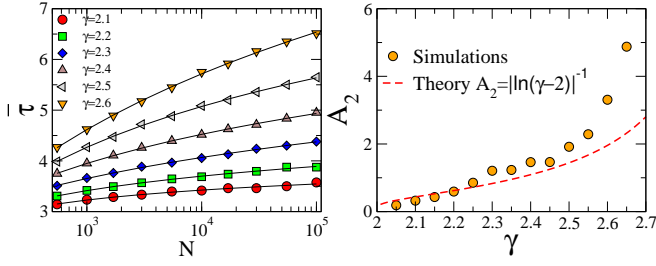 γ=2.1
γ=2.2
γ=2.3
γ=2.4
γ=2.5
γ=2.6
τ̅
7
6
5
4
3
10³ 10⁴ 10⁵
N
Simulations
Theory A₂=|ln(γ−2)|⁻¹
A₂
6
4
2
0
2 2.1 2.2 2.3 2.4 2.5 2.6 2.7
γ